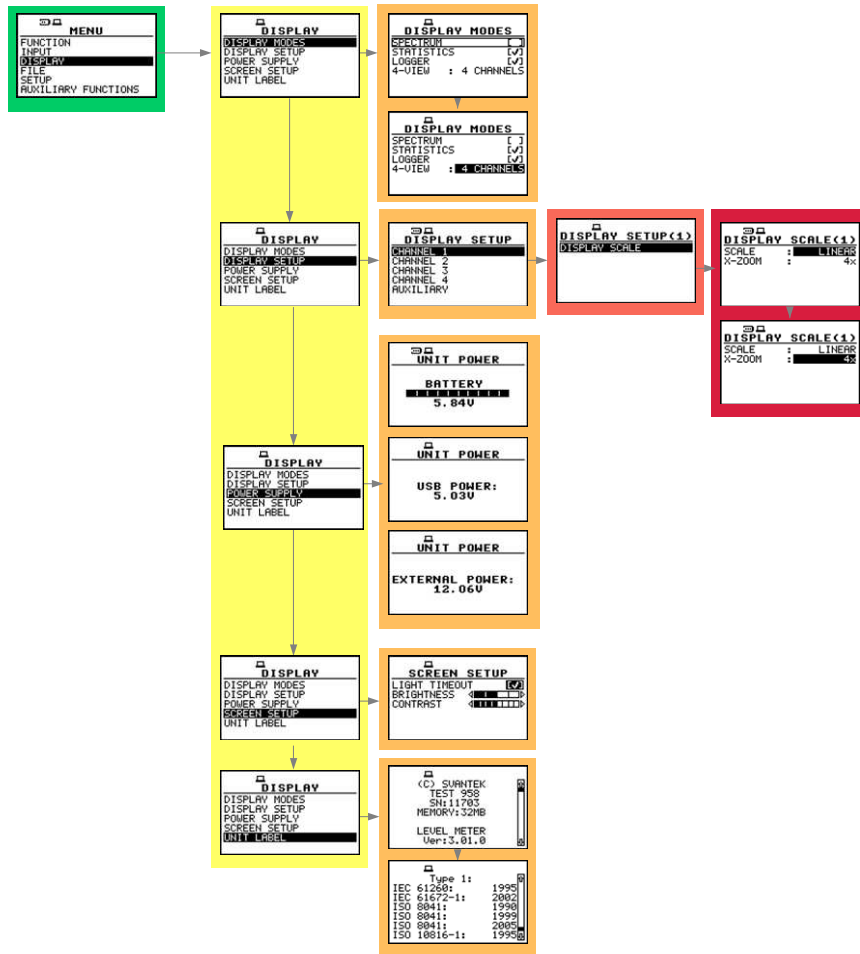 MENU
FUNCTION
INPUT
DISPLAY
FILE
SETUP
AUXILIARY FUNCTIONS
DISPLAY
DISPLAY MODES
DISPLAY SETUP
POWER SUPPLY
SCREEN SETUP
UNIT LABEL
DISPLAY MODES
SPECTRUM [ ]
STATISTICS [√]
LOGGER [√]
4-VIEW : 4 CHANNELS
DISPLAY MODES
SPECTRUM [ ]
STATISTICS [√]
LOGGER [√]
4-VIEW : 4 CHANNELS
DISPLAY
DISPLAY MODES
DISPLAY SETUP
POWER SUPPLY
SCREEN SETUP
UNIT LABEL
DISPLAY SETUP
CHANNEL 1
CHANNEL 2
CHANNEL 3
CHANNEL 4
AUXILIARY
DISPLAY SETUP(1)
DISPLAY SCALE
DISPLAY SCALE(1)
SCALE : LINEAR
X-ZOOM : 4x
DISPLAY SCALE(1)
SCALE : LINEAR
X-ZOOM : 4x
UNIT POWER
BATTERY
5.84V
DISPLAY
DISPLAY MODES
DISPLAY SETUP
POWER SUPPLY
SCREEN SETUP
UNIT LABEL
UNIT POWER
USB POWER:
5.03V
UNIT POWER
EXTERNAL POWER:
12.06V
DISPLAY
DISPLAY MODES
DISPLAY SETUP
POWER SUPPLY
SCREEN SETUP
UNIT LABEL
SCREEN SETUP
LIGHT TIMEOUT [√]
BRIGHTNESS
CONTRAST
DISPLAY
DISPLAY MODES
DISPLAY SETUP
POWER SUPPLY
SCREEN SETUP
UNIT LABEL
(C) SVANTEK
TEST 958
SN:11703
MEMORY:32MB
LEVEL METER
Ver:3.01.0
Type 1:
IEC 61260: 1995
IEC 61672-1: 2002
ISO 8041: 1990
ISO 8041: 1999
ISO 8041: 2005
ISO 10816-1: 1995